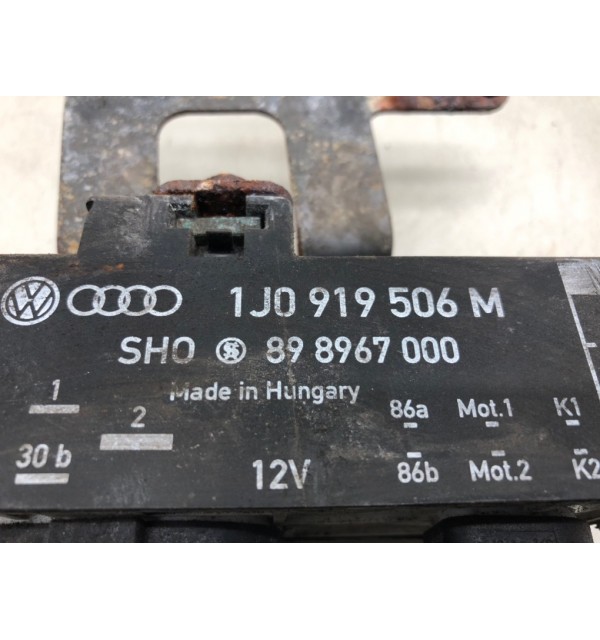 1J0 919 506 M
SHO 89 8967 000
Made in Hungary
1
2
86a Mot.1 K1
30 b
12V
86b Mot.2 K2